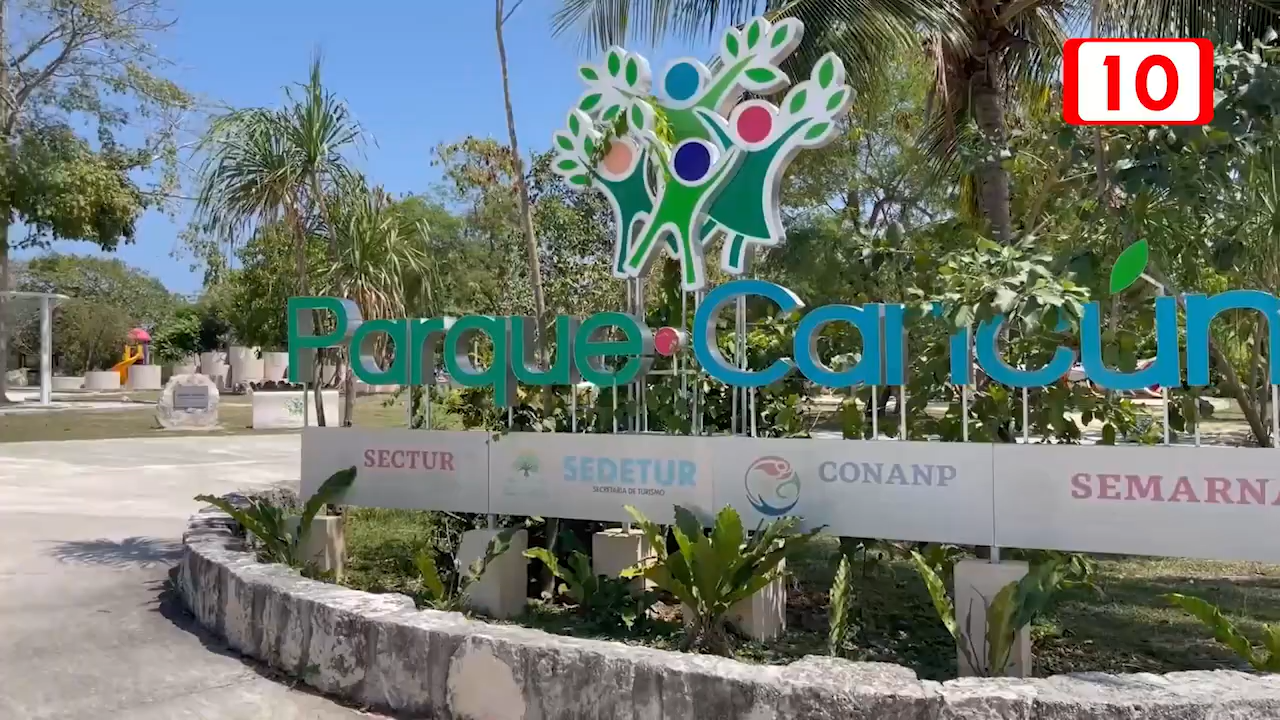 10
Parque Cancún
SECTUR
SEDETUR
SECRETARÍA DE TURISMO
CONANP
SEMARNA